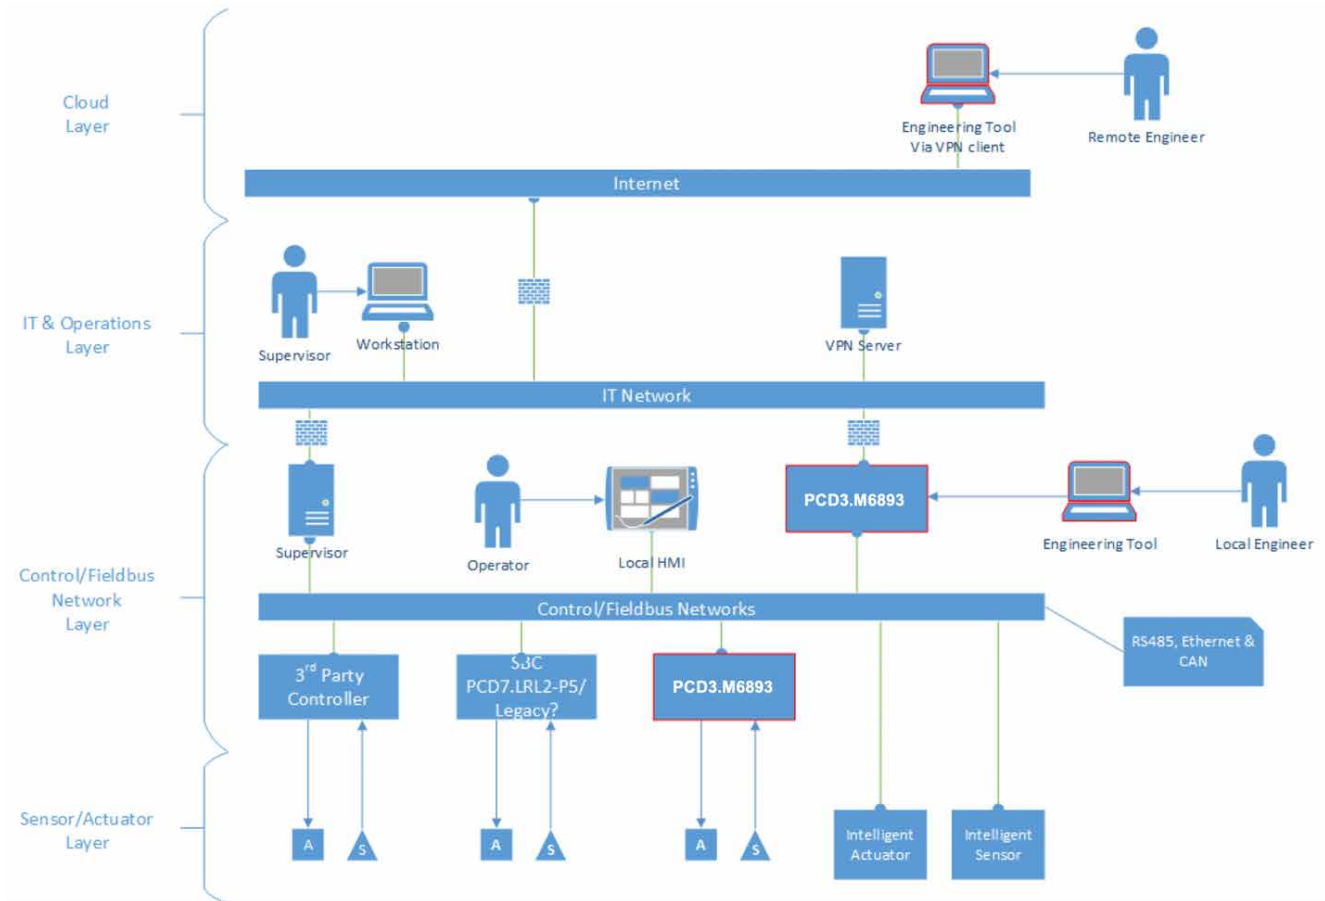 Cloud
Layer
Engineering Tool
Via VPN client
Remote Engineer
Internet
IT & Operations
Layer
Supervisor
Workstation
VPN Server
IT Network
Control/Fieldbus
Network
Layer
Supervisor
Operator
Local HMI
PCD3.M6893
Engineering Tool
Local Engineer
Control/Fieldbus Networks
RS485, Ethernet &
CAN
3rd Party
Controller
SBC
PCD7.LRL2-P5/
Legacy?
PCD3.M6893
Sensor/Actuator
Layer
A
S
A
S
A
S
Intelligent
Actuator
Intelligent
Sensor